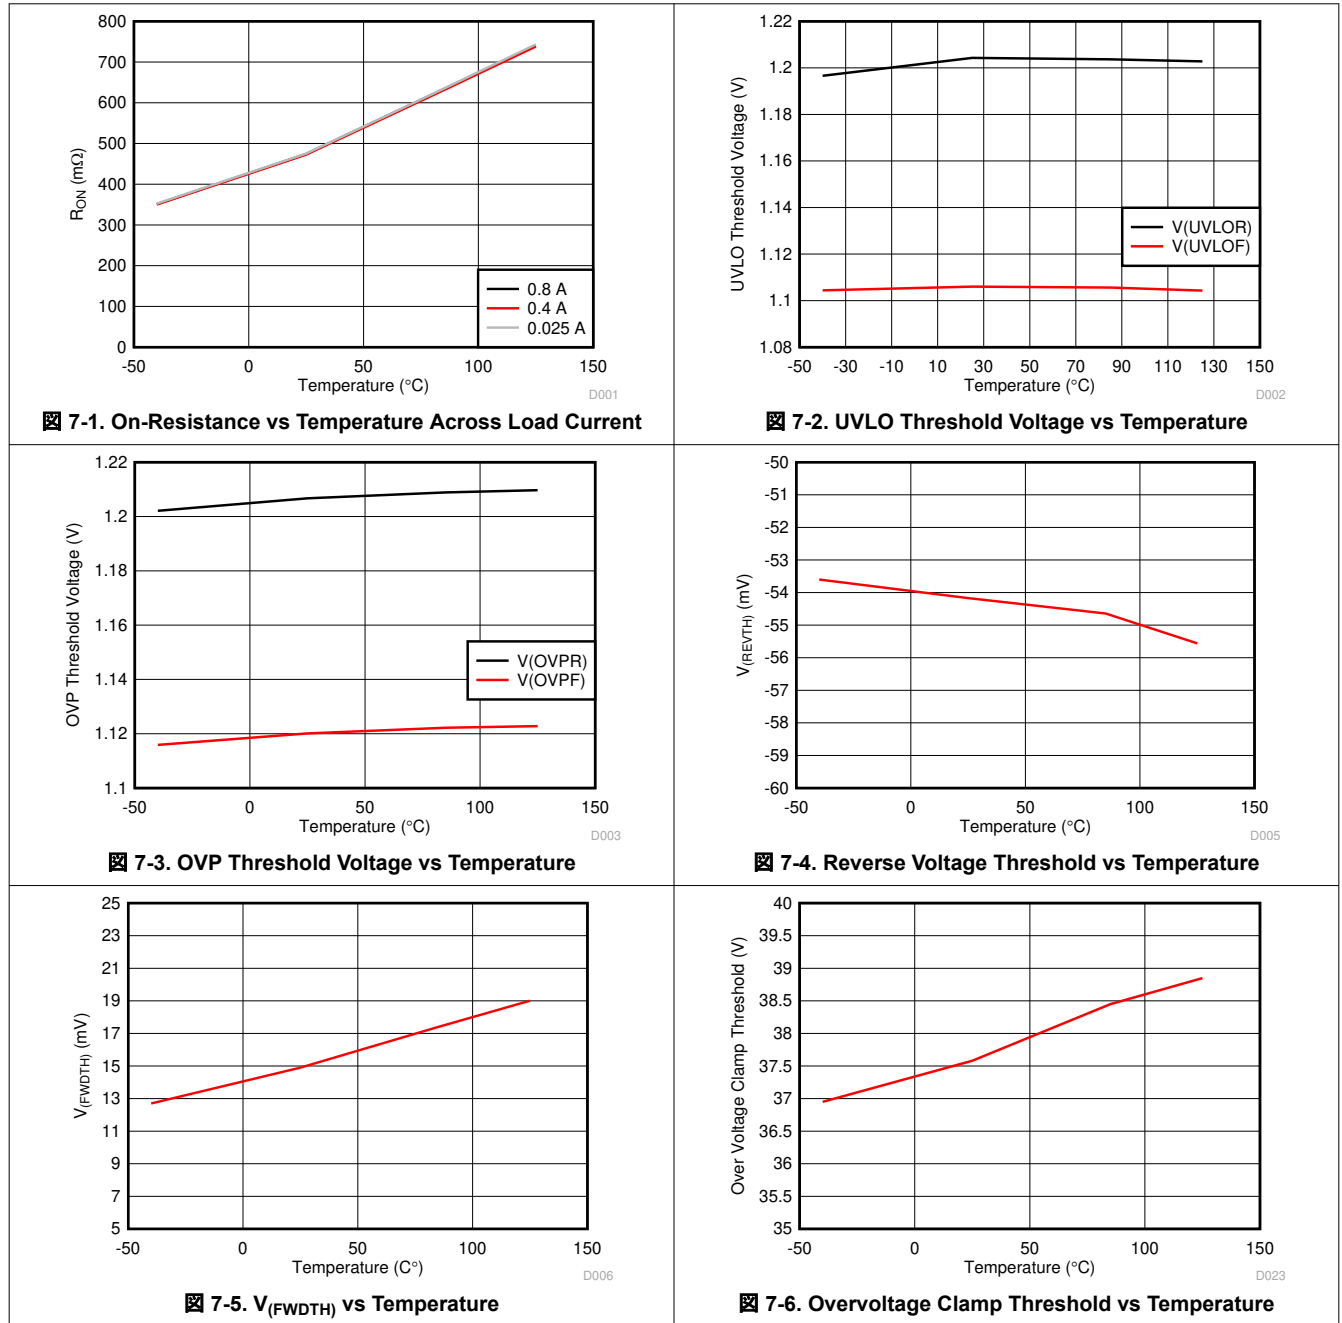 800
700
600
500
400
300
200
100
0
-50 0 50 100 150
RON (mΩ)
Temperature (°C)
0.8 A
0.4 A
0.025 A
D001
図 7-1. On-Resistance vs Temperature Across Load Current
1.22
1.2
1.18
1.16
1.14
1.12
1.1
1.08
-50 -30 -10 10 30 50 70 90 110 130 150
UVLO Threshold Voltage (V)
Temperature (°C)
V(UVLOR)
V(UVLOF)
D002
図 7-2. UVLO Threshold Voltage vs Temperature
1.22
1.2
1.18
1.16
1.14
1.12
1.1
-50 0 50 100 150
OVP Threshold Voltage (V)
Temperature (°C)
V(OVPR)
V(OVPF)
D003
図 7-3. OVP Threshold Voltage vs Temperature
-50
-51
-52
-53
-54
-55
-56
-57
-58
-59
-60
-50 0 50 100 150
V(REVTH) (mV)
Temperature (°C)
D005
図 7-4. Reverse Voltage Threshold vs Temperature
25
23
21
19
17
15
13
11
9
7
5
-50 0 50 100 150
V(FWDTH) (mV)
Temperature (C°)
D006
図 7-5. V(FWDTH) vs Temperature
40
39.5
39
38.5
38
37.5
37
36.5
36
35.5
35
-50 0 50 100 150
Over Voltage Clamp Threshold (V)
Temperature (°C)
D023
図 7-6. Overvoltage Clamp Threshold vs Temperature